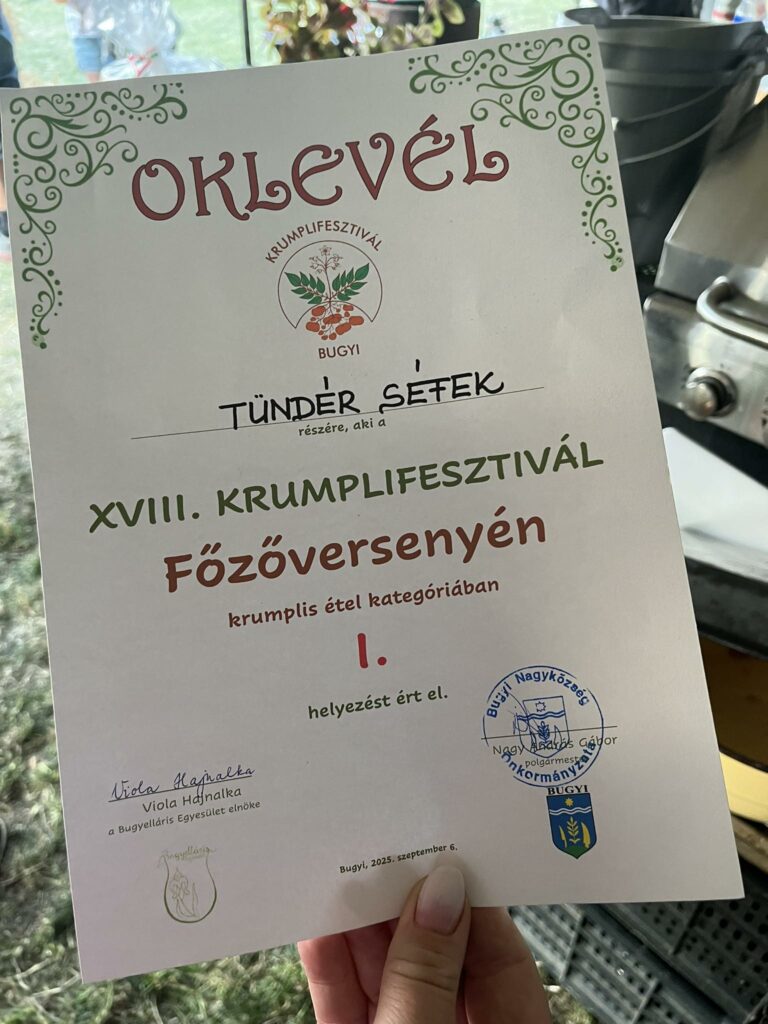 OKLEVÉL
KRUMPLIFESZTIVÁL
BUGYI
TÜNDÉR SÉFEK
részére, aki a
XVIII. KRUMPLIFESZTIVÁL
Főzőversenyén
krumplis étel kategóriában
I.
helyezést ért el.
Bugyi Nagyközség
Önkormányzata
Nagy András Gábor
polgármester
BUGYI
Viola Hajnalka
Viola Hajnalka
a Bugyelláris Egyesület elnöke
Bugyelláris
Bugyi, 2025. szeptember 6.